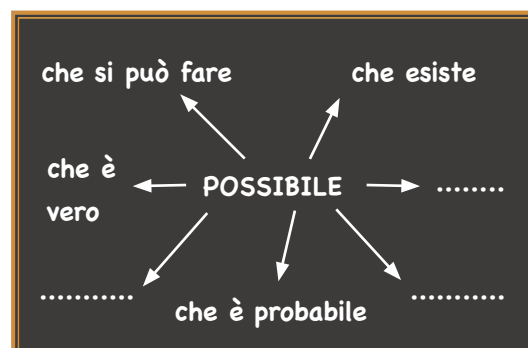 che si può fare
che esiste
che è
vero
POSSIBILE
........
...........
che è probabile
...........